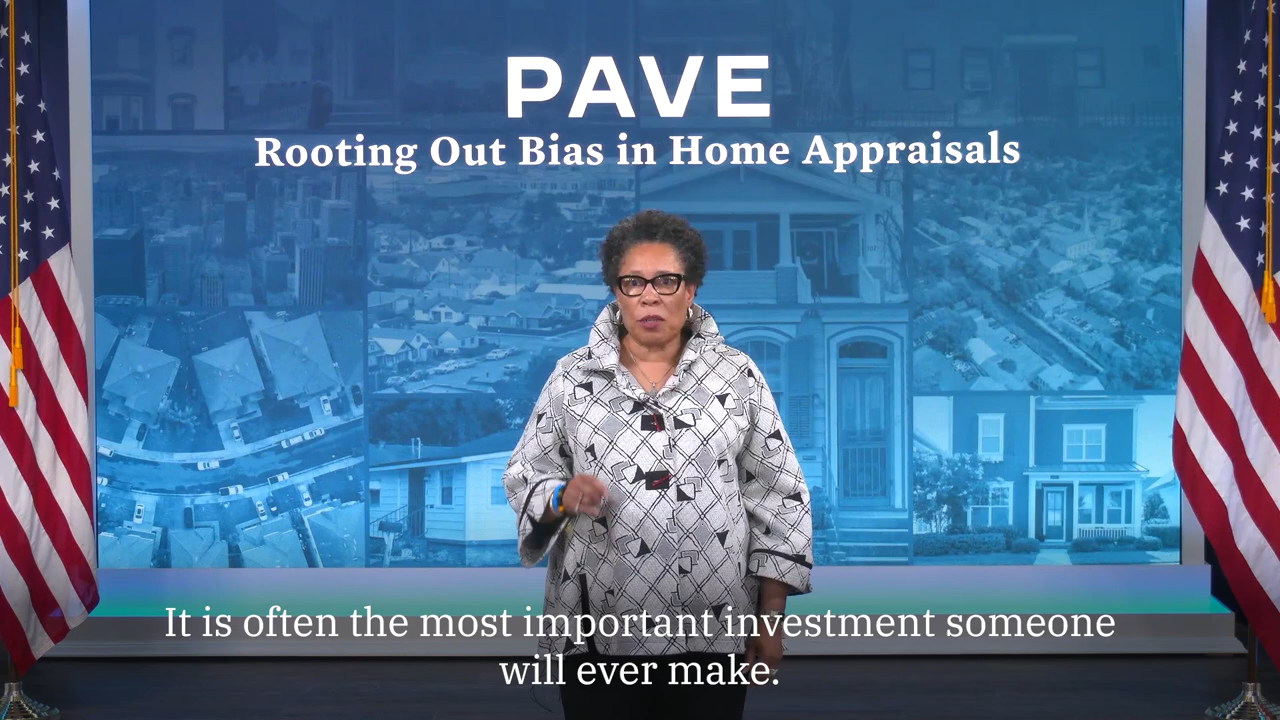 PAVE
Rooting Out Bias in Home Appraisals
It is often the most important investment someone
will ever make.